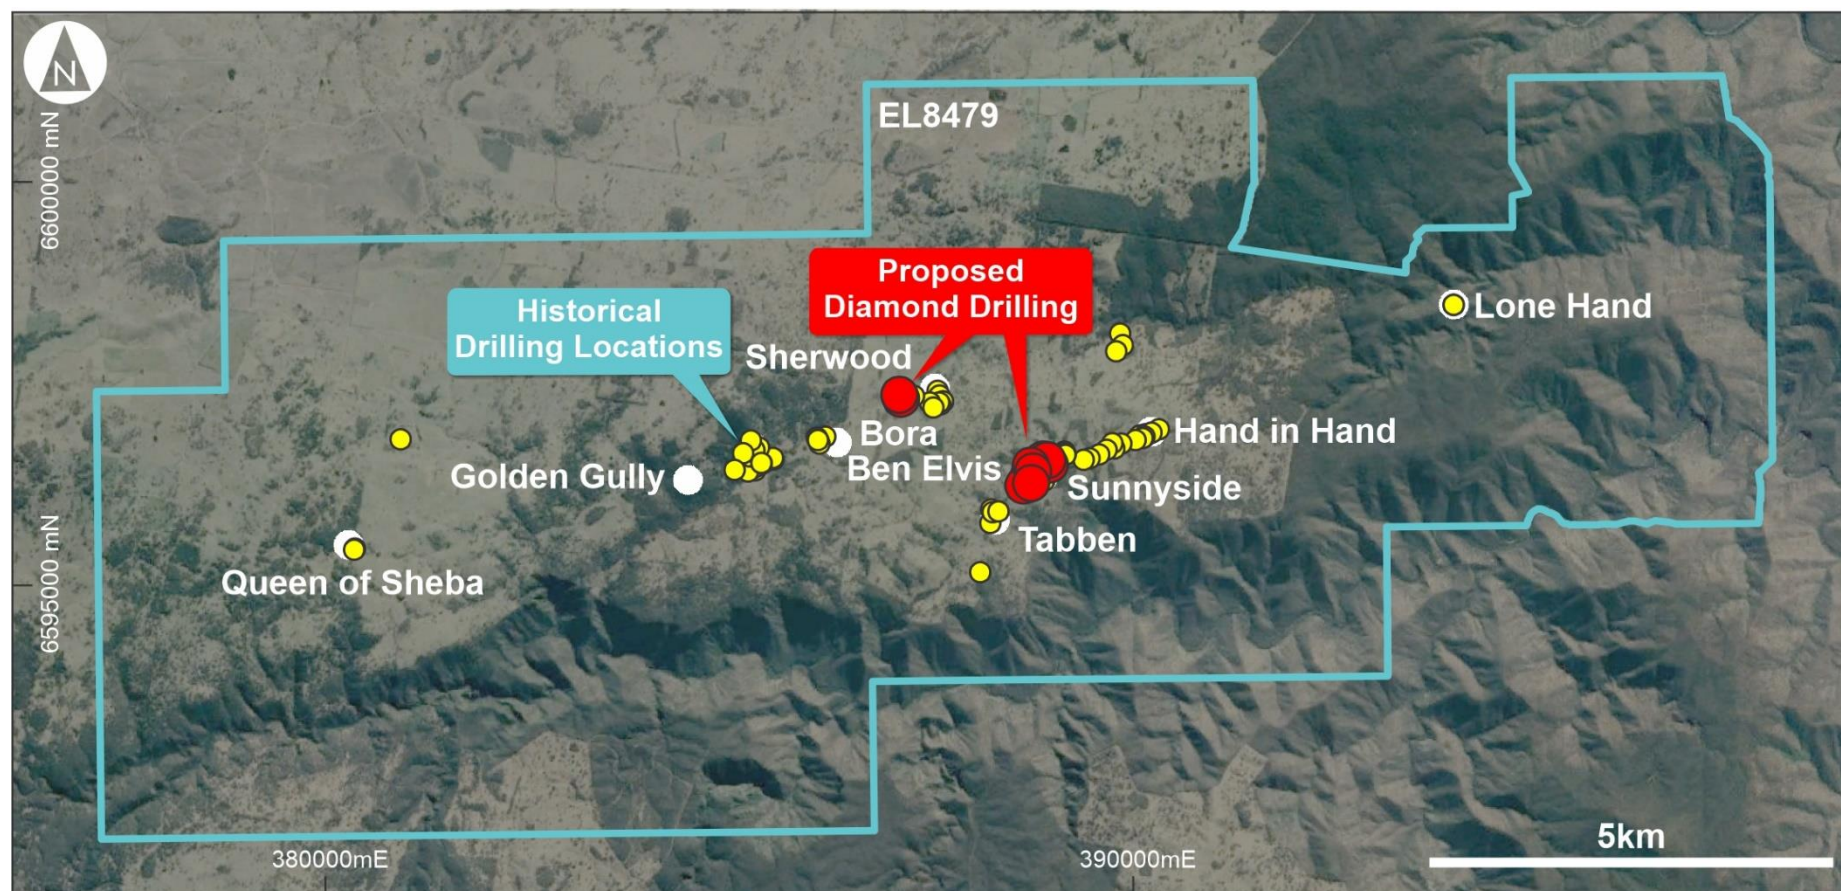 N
EL8479
6600000 mN
Proposed
Diamond Drilling
Historical
Drilling Locations
Lone Hand
Sherwood
Bora
Hand in Hand
Ben Elvis
Golden Gully
Sunnyside
Tabben
Queen of Sheba
6595000 mN
5km
380000mE
390000mE